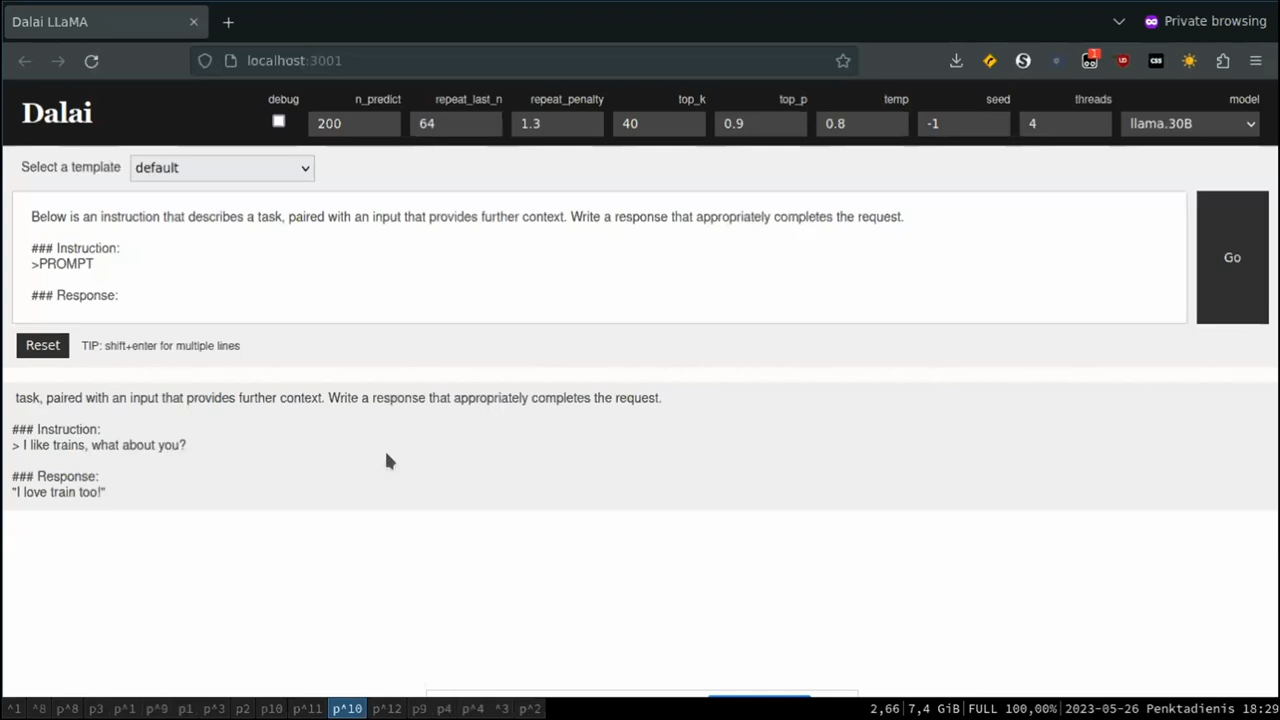 Dalai LLaMA
Private browsing
localhost:3001
1
UD
CSS
Dalai
debug n_predict repeat_last_n repeat_penalty top_k top_p temp seed threads model
200 64 1.3 40 0.9 0.8 -1 4 llama.30B
Select a template default
Below is an instruction that describes a task, paired with an input that provides further context. Write a response that appropriately completes the request.
### Instruction:
>PROMPT
### Response:
Go
Reset TIP: shift+enter for multiple lines
task, paired with an input that provides further context. Write a response that appropriately completes the request.
### Instruction:
> I like trains, what about you?
### Response:
"I love train too!"
^1 ^8 p^8 p3 p^1 p^9 p1 p^3 p2 p10 p^11 p^10 p^12 p9 p4 p^4 ^3 p^2 2,66|7,4 GiB|FULL 100,00%|2023-05-26 Penktadienis 18:29